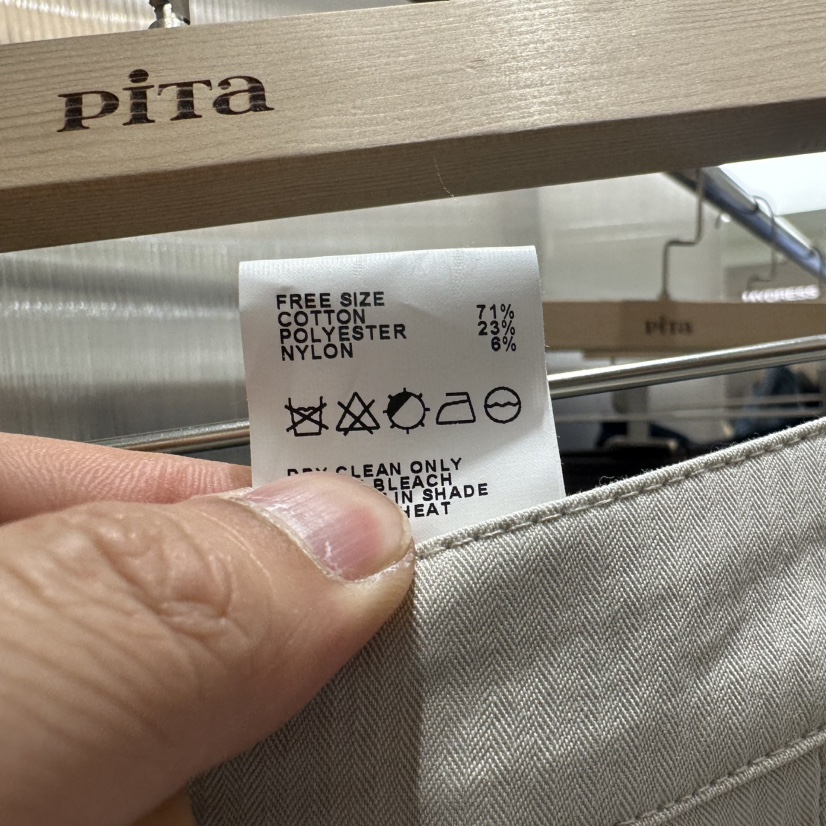 PiTa
FREE SIZE
COTTON 71%
POLYESTER 23%
NYLON 6%
PiTa
DRY CLEAN ONLY
BLEACH
IN SHADE
HEAT